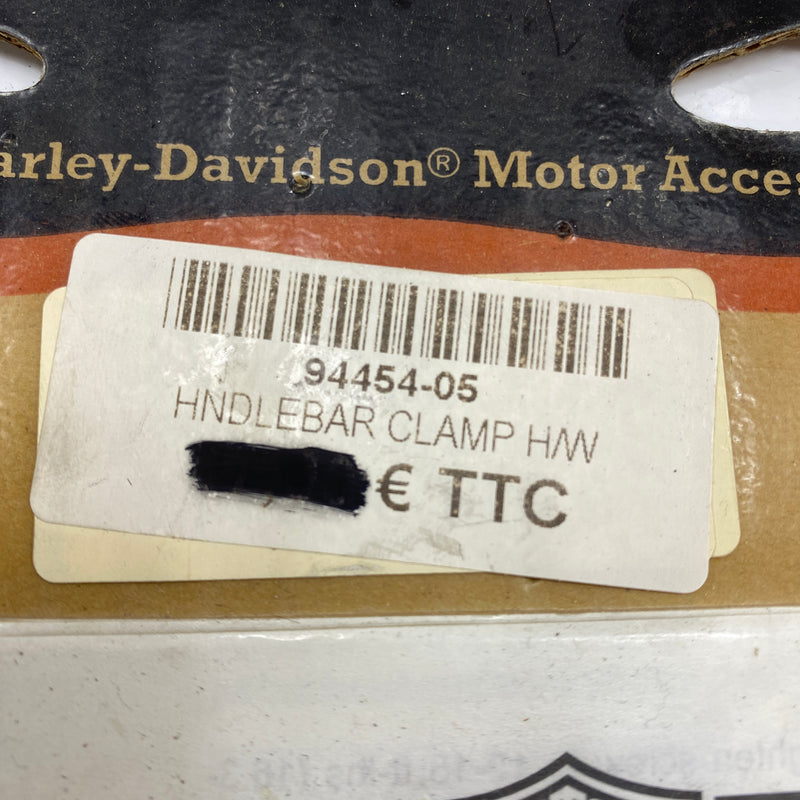 arley-Davidson® Motor Acces
94454-05
HNDLEBAR CLAMP H/W
€ TTC